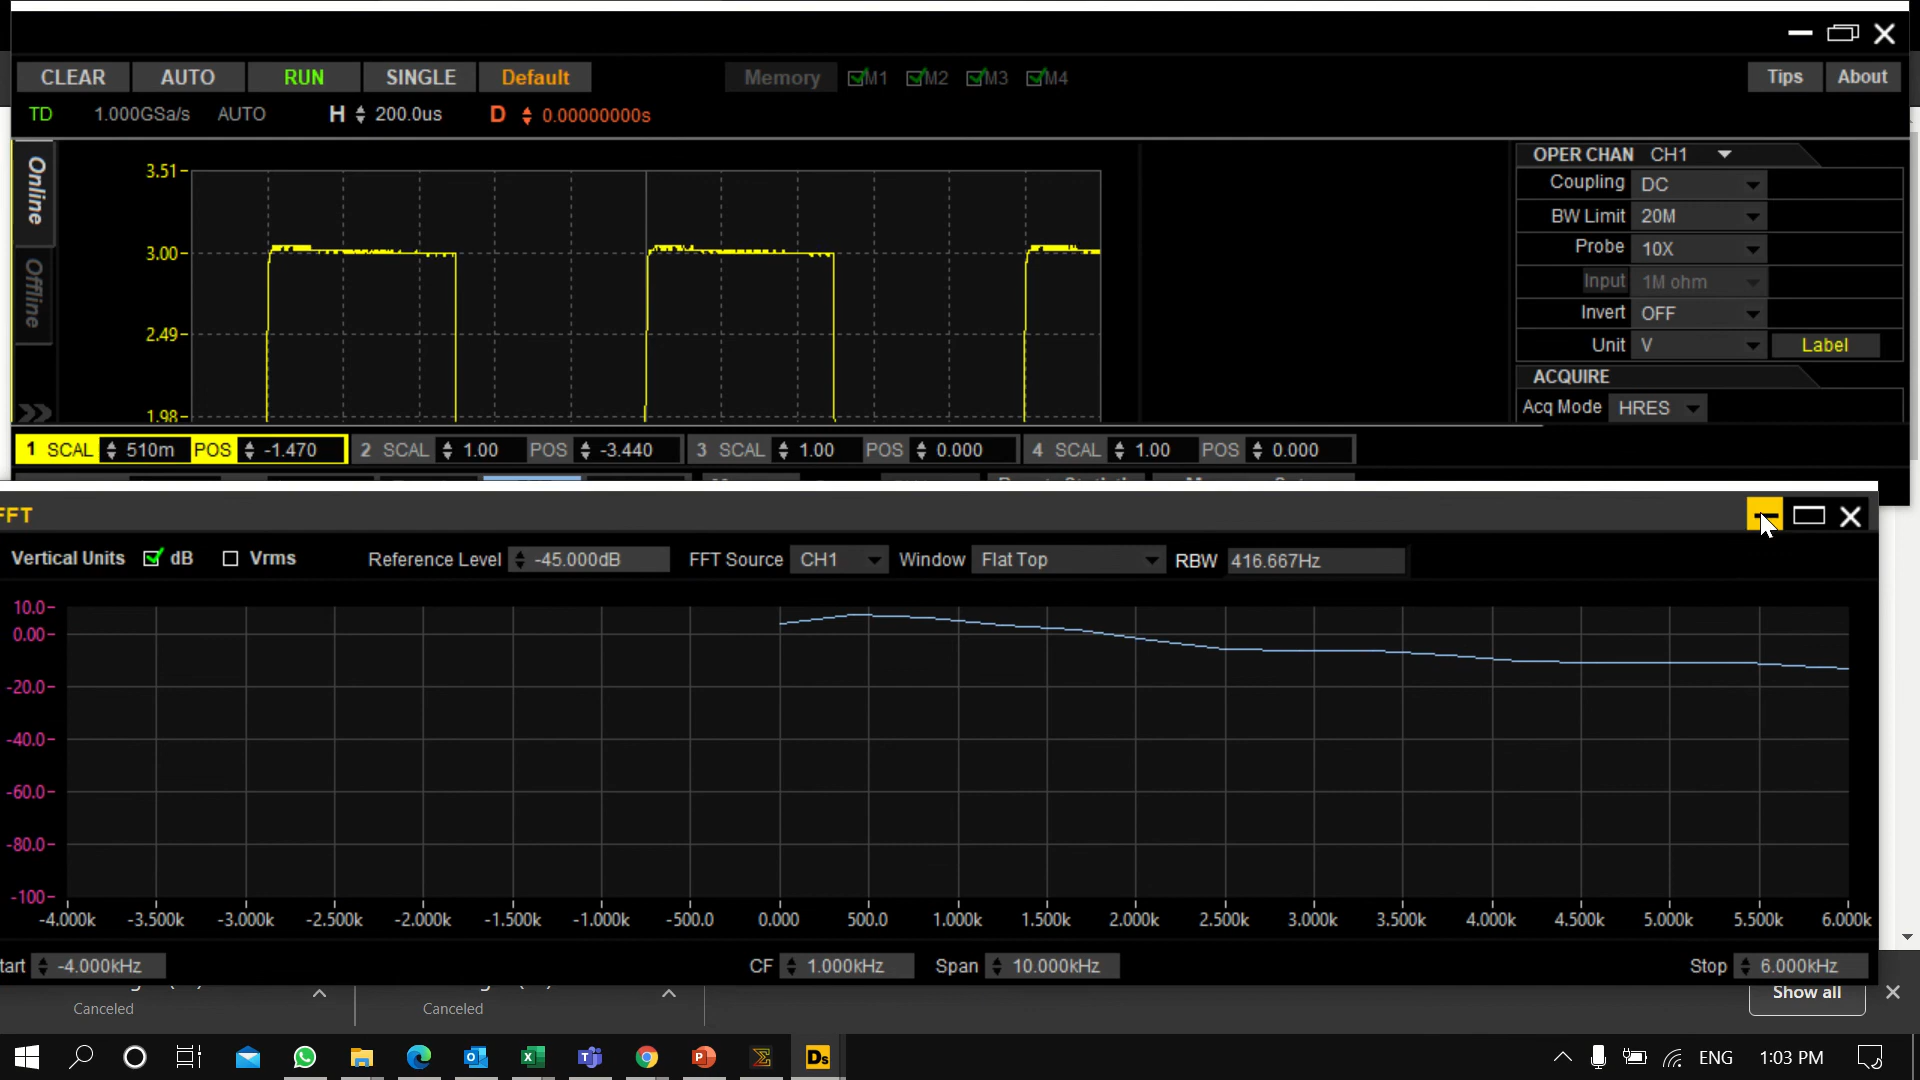 CLEAR AUTO RUN SINGLE Default Memory M1 M2 M3 M4 Tips About
TD 1.000GSa/s AUTO H 200.0us D 0.00000000s
Online
Offline
3.51
3.00
2.49
1.98
OPER CHAN CH1
Coupling DC
BW Limit 20M
Probe 10X
Input 1M ohm
Invert OFF
Unit V Label
ACQUIRE
Acq Mode HRES
1 SCAL 510m POS -1.470 2 SCAL 1.00 POS -3.440 3 SCAL 1.00 POS 0.000 4 SCAL 1.00 POS 0.000
FFT
Vertical Units dB Vrms Reference Level -45.000dB FFT Source CH1 Window Flat Top RBW 416.667Hz
10.0
0.00
-20.0
-40.0
-60.0
-80.0
-100
-4.000k -3.500k -3.000k -2.500k -2.000k -1.500k -1.000k -500.0 0.000 500.0 1.000k 1.500k 2.000k 2.500k 3.000k 3.500k 4.000k 4.500k 5.000k 5.500k 6.000k
tart -4.000kHz CF 1.000kHz Span 10.000kHz Stop 6.000kHz
Canceled Canceled Show all
Ds ENG 1:03 PM